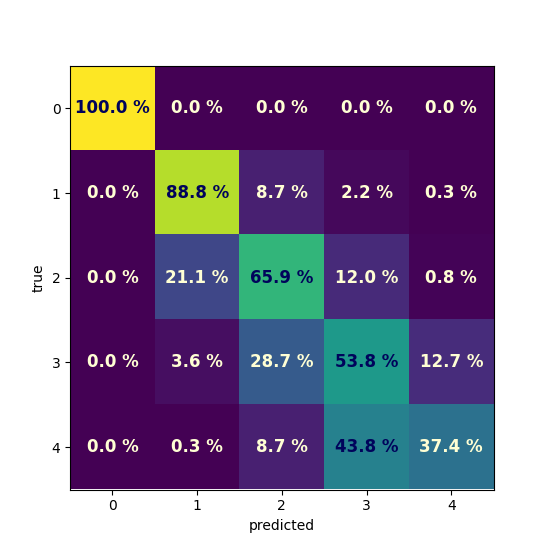 0 100.0 % 0.0 % 0.0 % 0.0 % 0.0 %
1 0.0 % 88.8 % 8.7 % 2.2 % 0.3 %
true
2 0.0 % 21.1 % 65.9 % 12.0 % 0.8 %
3 0.0 % 3.6 % 28.7 % 53.8 % 12.7 %
4 0.0 % 0.3 % 8.7 % 43.8 % 37.4 %
0 1 2 3 4
predicted